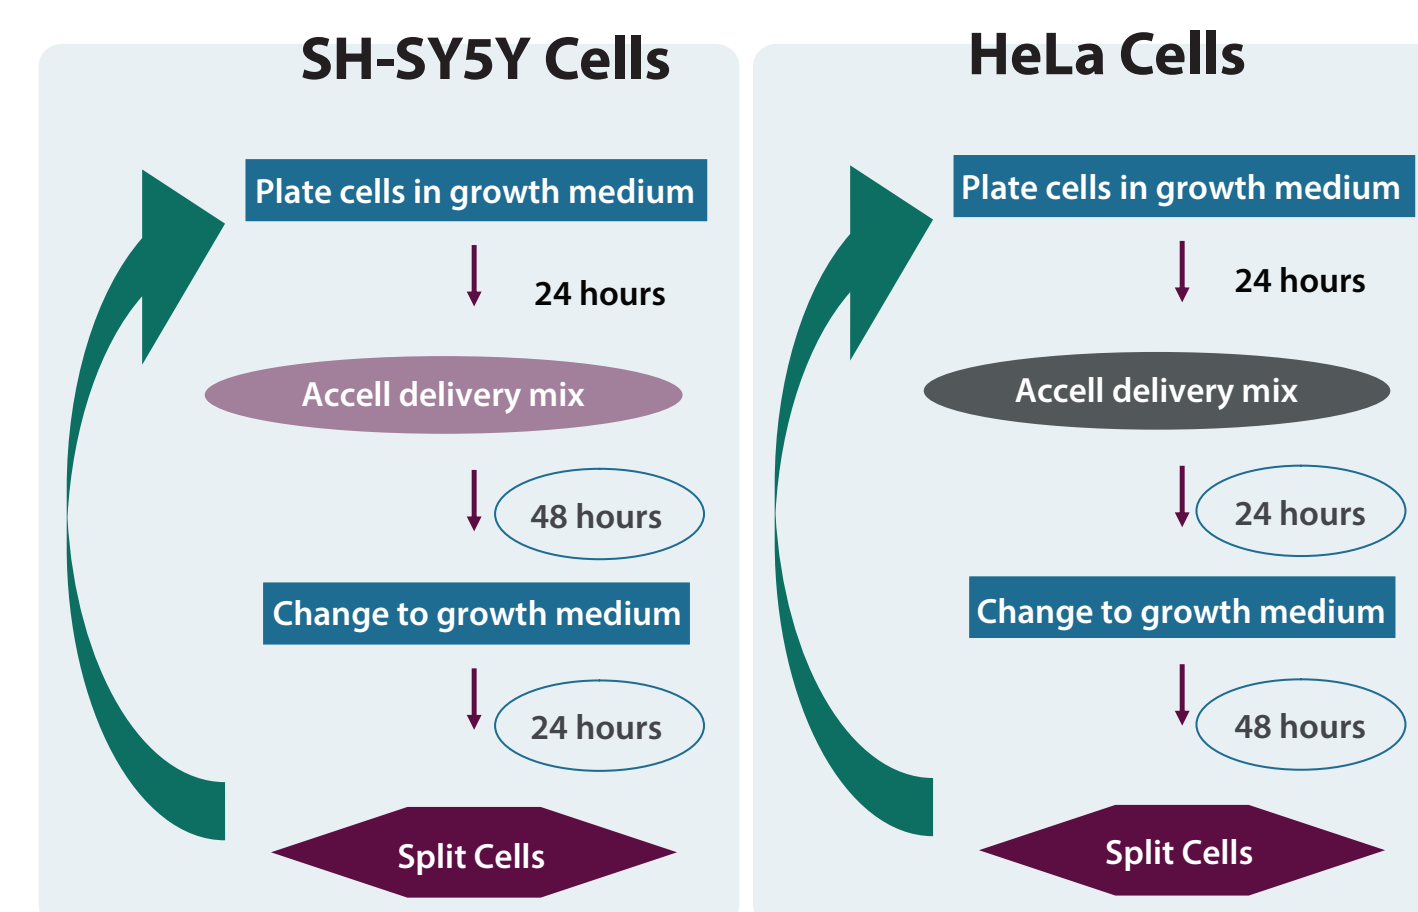 SH-SY5Y Cells
Plate cells in growth medium
24 hours
Accell delivery mix
48 hours
Change to growth medium
24 hours
Split Cells
HeLa Cells
Plate cells in growth medium
24 hours
Accell delivery mix
24 hours
Change to growth medium
48 hours
Split Cells